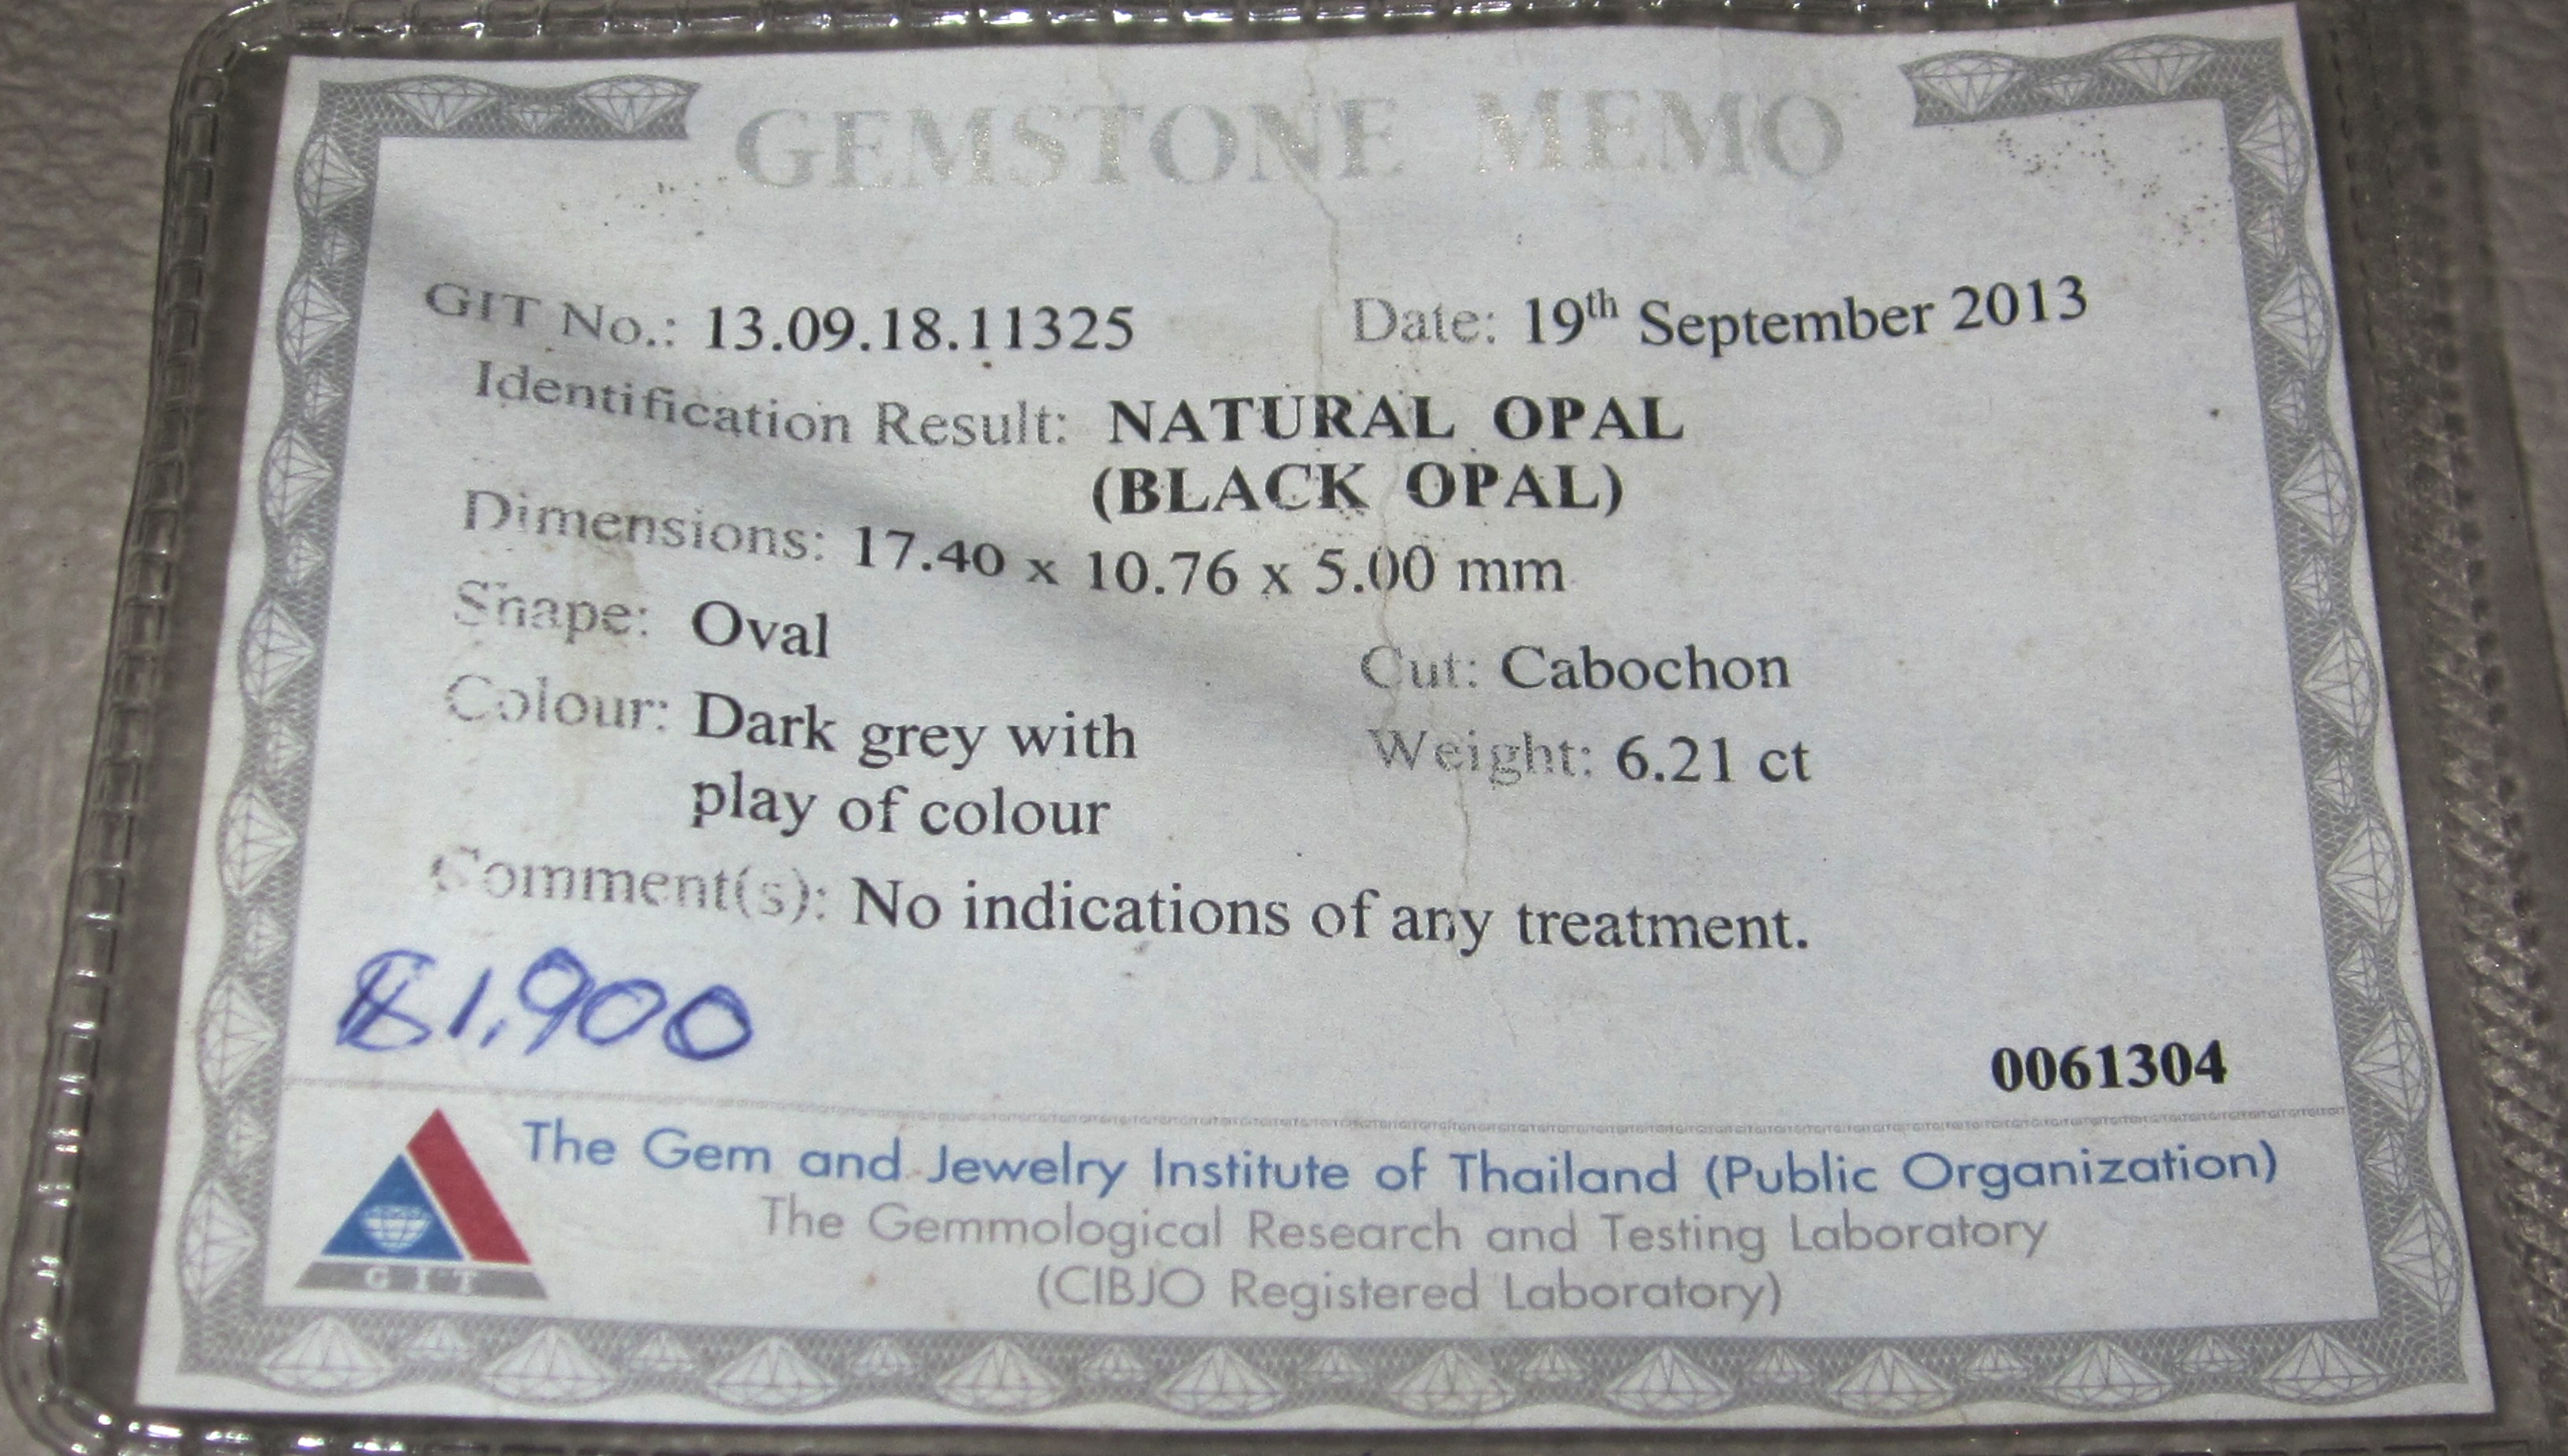 GEMSTONE MEMO
GIT No.: 13.09.18.11325 Date: 19th September 2013
Identification Result: NATURAL OPAL
(BLACK OPAL)
Dimensions: 17.40 x 10.76 x 5.00 mm
Shape: Oval Cut: Cabochon
Colour: Dark grey with Weight: 6.21 ct
play of colour
Comment(s): No indications of any treatment.
£1,900
0061304
The Gem and Jewelry Institute of Thailand (Public Organization)
The Gemmological Research and Testing Laboratory
(CIBJO Registered Laboratory)
GIT